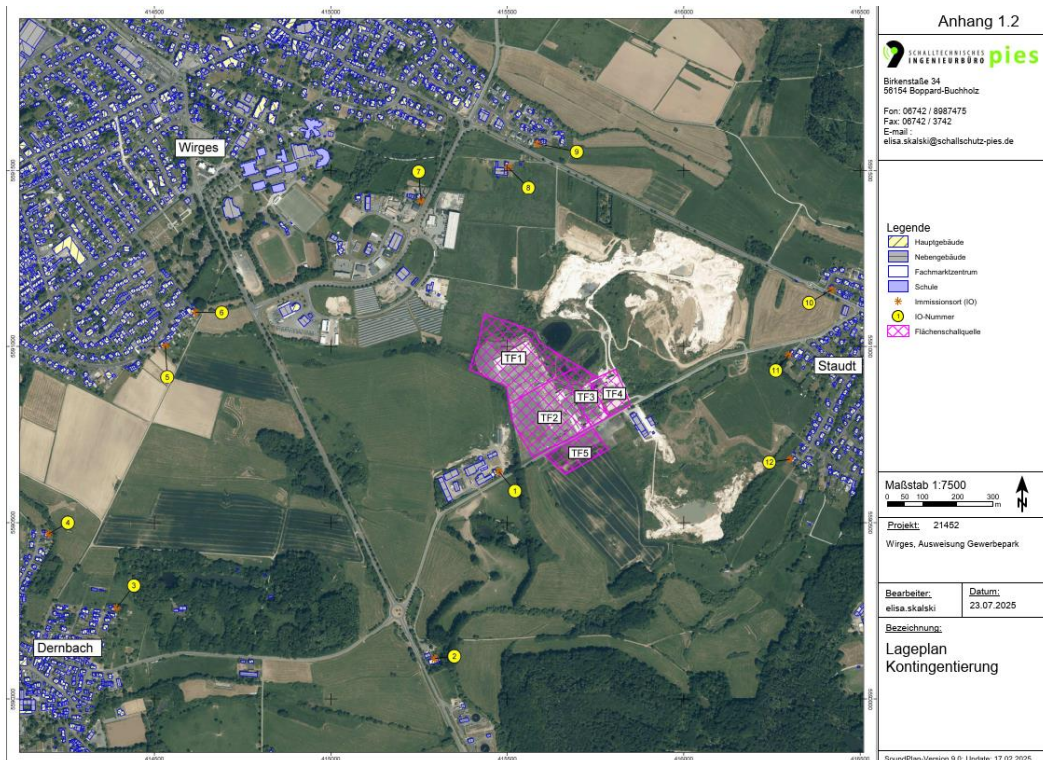 Anhang 1.2
SCHALLTECHNISCHES
INGENIEURBÜRO pies
Birkenstraße 34
56154 Boppard-Buchholz
Fon: 06742 / 8987475
Fax: 06742 / 3742
E-mail :
elisa.skalski@schallschutz-pies.de
Legende
Hauptgebäude
Nebengebäude
Fachmarktzentrum
Schule
Immissionsort (IO)
1 IO-Nummer
Flächenschallquelle
Maßstab 1:7500
0 50 100 200 300
m
Projekt: 21452
Wirges, Ausweisung Gewerbepark
Bearbeiter:
elisa.skalski
Datum:
23.07.2025
Bezeichnung:
Lageplan
Kontingentierung
SoundPlan-Version 9.0; Update: 17.02.2025
Wirges
9
7
8
10
6
TF1
11
Staudt
5
TF3
TF4
TF2
TF5
12
1
4
3
Dernbach
2